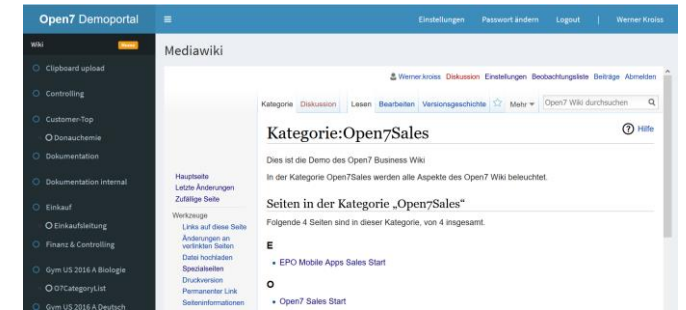 Open7 Demoportal
Einstellungen Passwort ändern Logout | Werner Kroiss
Wiki
Clipboard upload
Controlling
Customer-Top
Donauchemie
Dokumentation
Dokumentation internal
Einkauf
Einkaufsleitung
Finanz & Controlling
Gym US 2016 A Biologie
O7CategoryList
Gym US 2016 A Deutsch
Mediawiki
Werner.kroiss Diskussion Einstellungen Beobachtungsliste Beiträge Abmelden
Kategorie Diskussion Lesen Bearbeiten Versionsgeschichte Mehr Open7 Wiki durchsuchen
Kategorie:Open7Sales
Hilfe
Dies ist die Demo des Open7 Business Wiki
In der Kategorie Open7Sales werden alle Aspekte des Open7 Wiki beleuchtet.
Seiten in der Kategorie „Open7Sales“
Folgende 4 Seiten sind in dieser Kategorie, von 4 insgesamt.
E
EPO Mobile Apps Sales Start
O
Open7 Sales Start
Hauptseite
Letzte Änderungen
Zufällige Seite
Werkzeuge
Links auf diese Seite
Änderungen an
verlinkten Seiten
Datei hochladen
Spezialseiten
Druckversion
Permanenter Link
Seiteninformationen